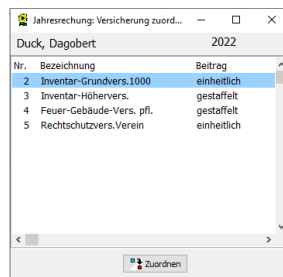 Jahresrechung: Versicherung zuord...
Duck, Dagobert 2022
Nr. Bezeichnung Beitrag
2 Inventar-Grundvers.1000 einheitlich
3 Inventar-Höhervers. gestaffelt
4 Feuer-Gebäude-Vers. pfl. gestaffelt
5 Rechtschutzvers.Verein einheitlich
Zuordnen